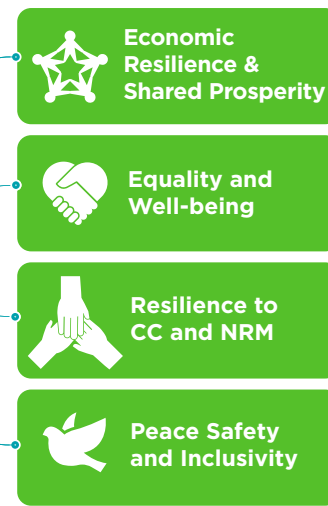 Economic
Resilience &
Shared Prosperity
Equality and
Well-being
Resilience to
CC and NRM
Peace Safety
and Inclusivity